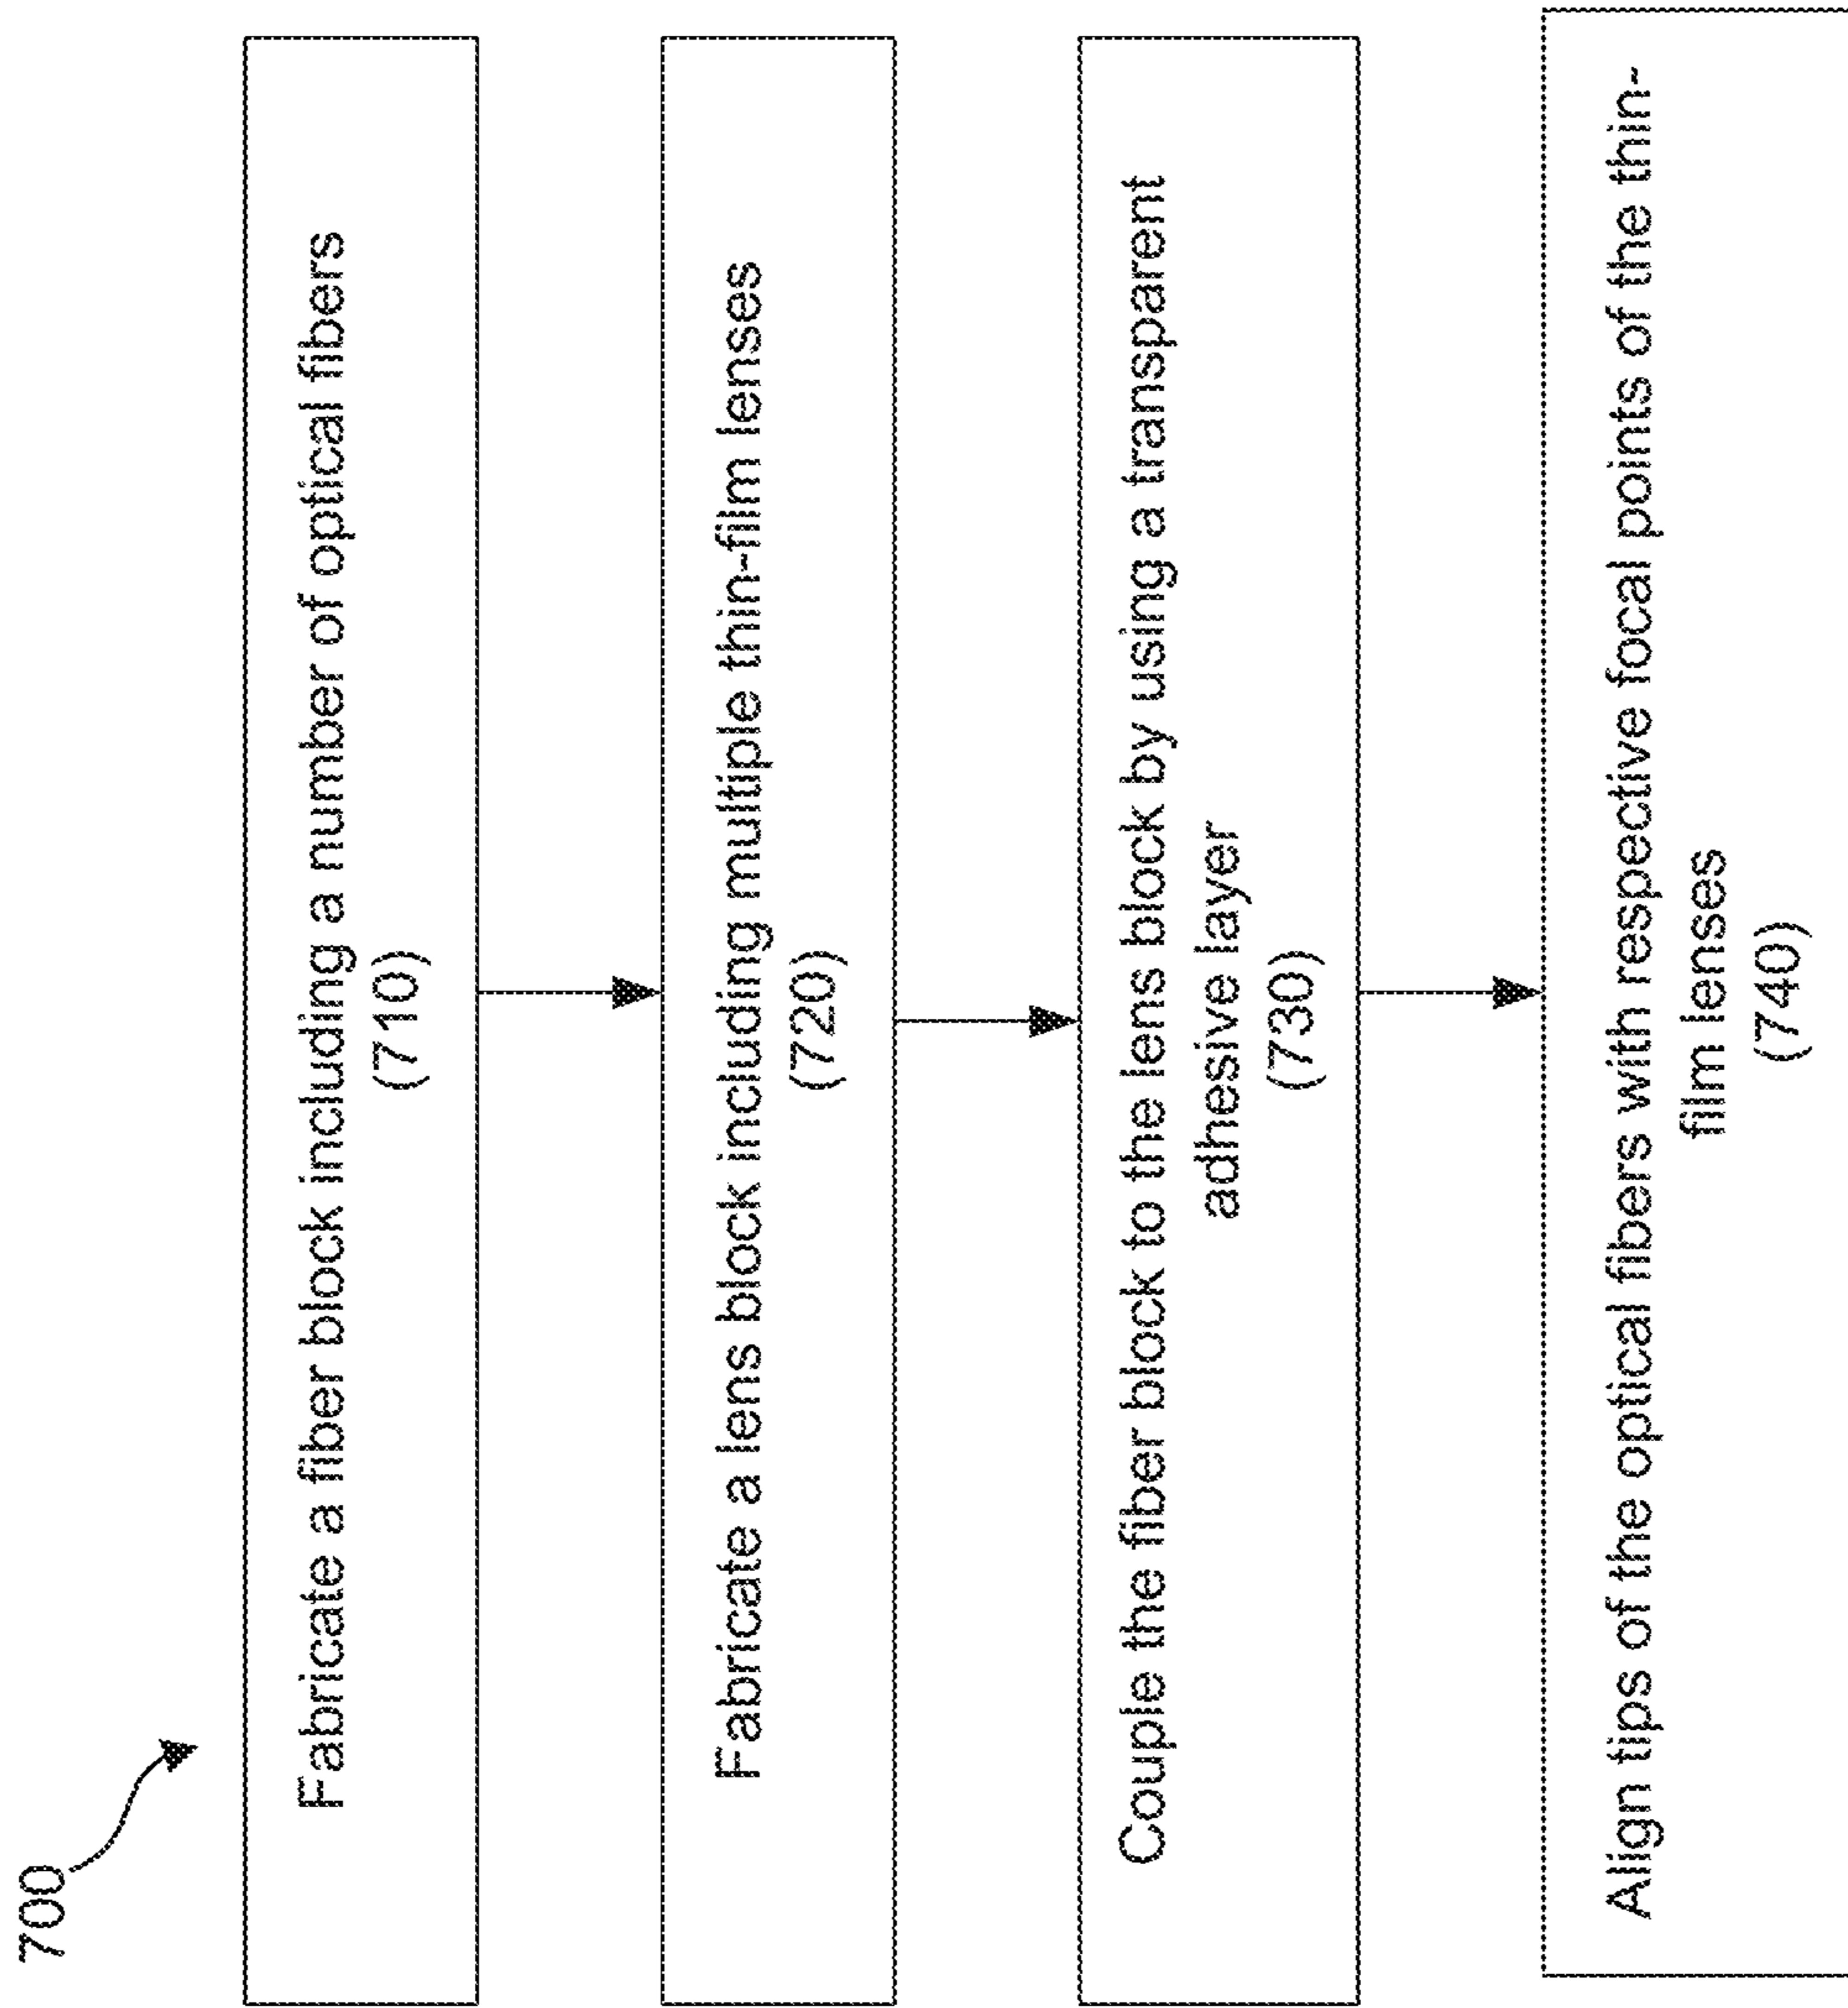 700
Fabricate a fiber block including a number of optical fibers
(710)
Fabricate a lens block including multiple thin-film lenses
(720)
Couple the fiber block to the lens block by using a transparent
adhesive layer
(730)
Align tips of the optical fibers with respective focal points of the thin-
film lenses
(740)